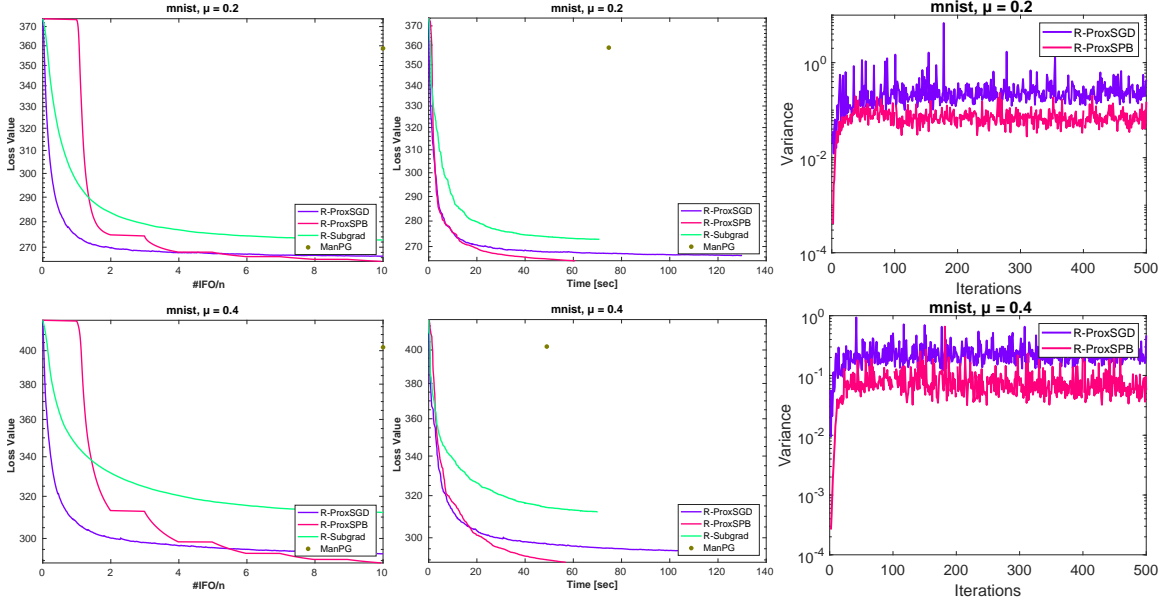 mnist, μ = 0.2
370
360
350
340
330
320
310
300
290
280
270
Loss Value
0
2
4
6
8
10
#IFO/n
R-ProxSGD
R-ProxSPB
R-Subgrad
ManPG
mnist, μ = 0.2
370
360
350
340
330
320
310
300
290
280
270
Loss Value
0
20
40
60
80
100
120
140
Time [sec]
R-ProxSGD
R-ProxSPB
R-Subgrad
ManPG
mnist, μ = 0.2
10^0
10^-2
10^-4
Variance
0
100
200
300
400
500
Iterations
R-ProxSGD
R-ProxSPB
mnist, μ = 0.4
400
380
360
340
320
300
Loss Value
0
2
4
6
8
10
#IFO/n
R-ProxSGD
R-ProxSPB
R-Subgrad
ManPG
mnist, μ = 0.4
400
380
360
340
320
300
Loss Value
0
20
40
60
80
100
120
140
Time [sec]
R-ProxSGD
R-ProxSPB
R-Subgrad
ManPG
mnist, μ = 0.4
10^0
10^-1
10^-2
10^-3
10^-4
Variance
0
100
200
300
400
500
Iterations
R-ProxSGD
R-ProxSPB